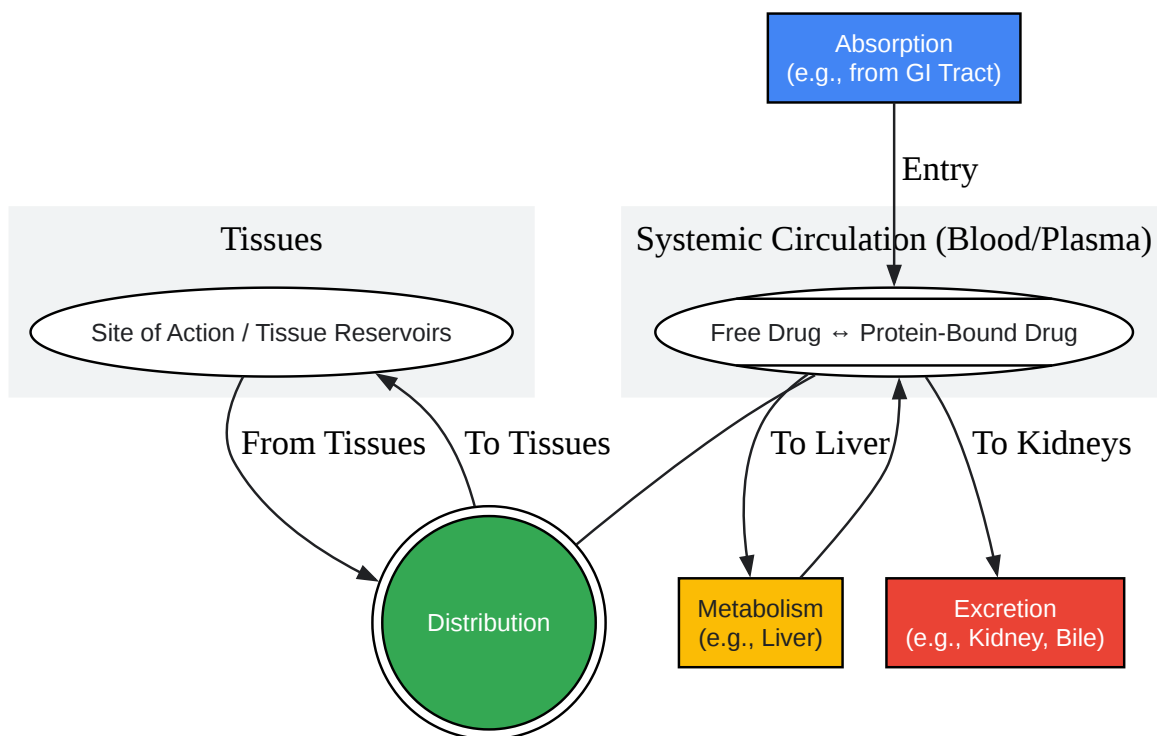 Absorption
(e.g., from GI Tract)
Entry
Tissues
Systemic Circulation (Blood/Plasma)
Site of Action / Tissue Reservoirs
Free Drug ↔ Protein-Bound Drug
From Tissues
To Tissues
To Liver
To Kidneys
Distribution
Metabolism
(e.g., Liver)
Excretion
(e.g., Kidney, Bile)